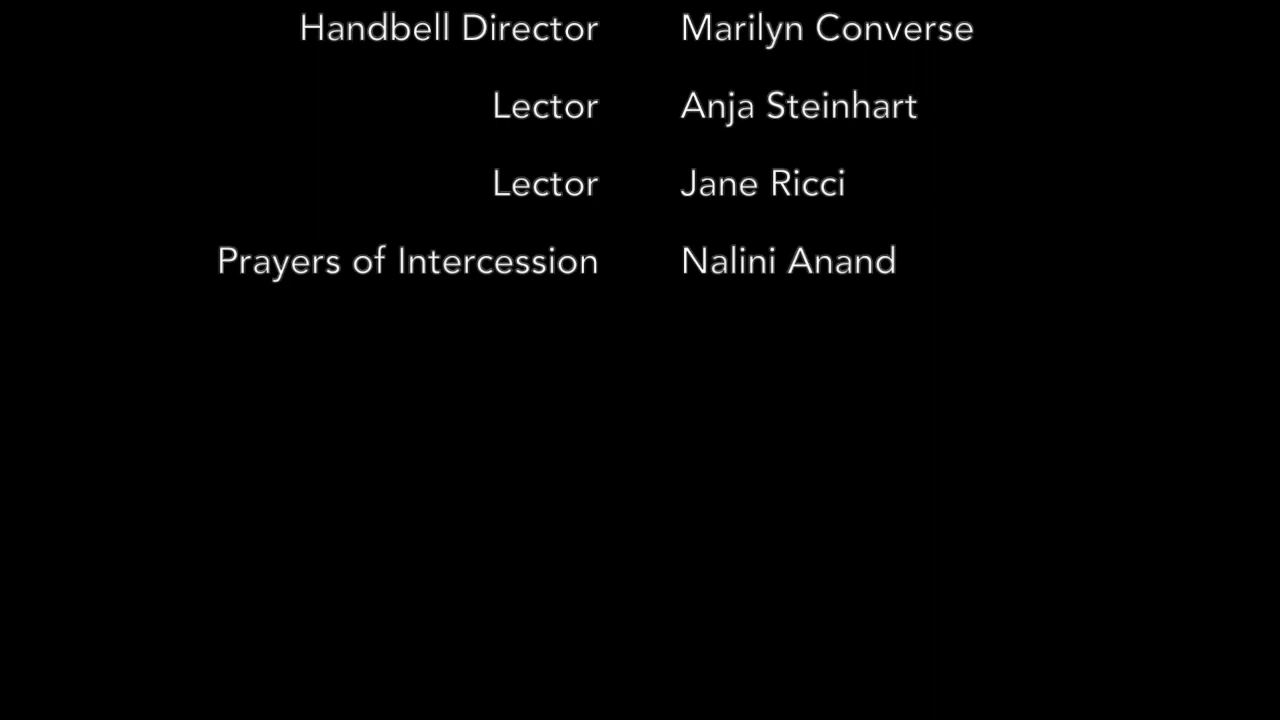 Handbell Director Marilyn Converse
Lector Anja Steinhart
Lector Jane Ricci
Prayers of Intercession Nalini Anand